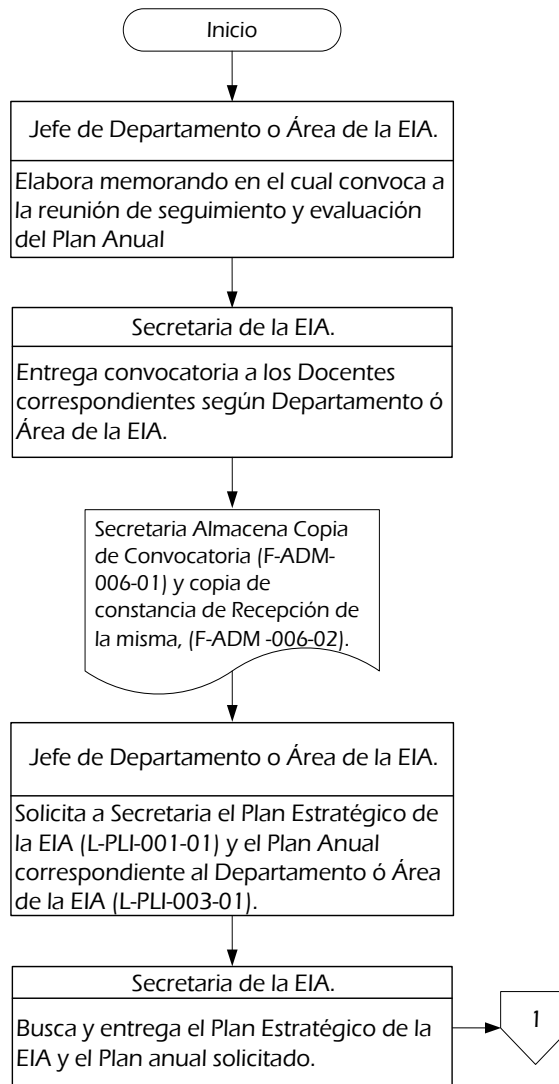 Inicio
Jefe de Departamento o Área de la EIA.
Elabora memorando en el cual convoca a
la reunión de seguimiento y evaluación
del Plan Anual
Secretaria de la EIA.
Entrega convocatoria a los Docentes
correspondientes según Departamento ó
Área de la EIA.
Secretaria Almacena Copia
de Convocatoria (F-ADM-
006-01) y copia de
constancia de Recepción de
la misma, (F-ADM -006-02).
Jefe de Departamento o Área de la EIA.
Solicita a Secretaria el Plan Estratégico de
la EIA (L-PLI-001-01) y el Plan Anual
correspondiente al Departamento ó Área
de la EIA (L-PLI-003-01).
Secretaria de la EIA.
Busca y entrega el Plan Estratégico de la
EIA y el Plan anual solicitado.
1